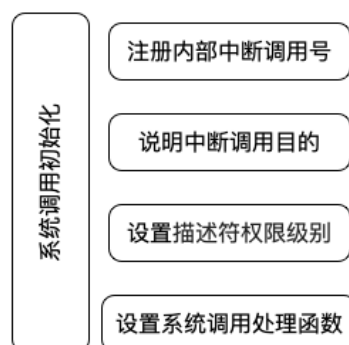 系统调用初始化
注册内部中断调用号
说明中断调用目的
设置描述符权限级别
设置系统调用处理函数